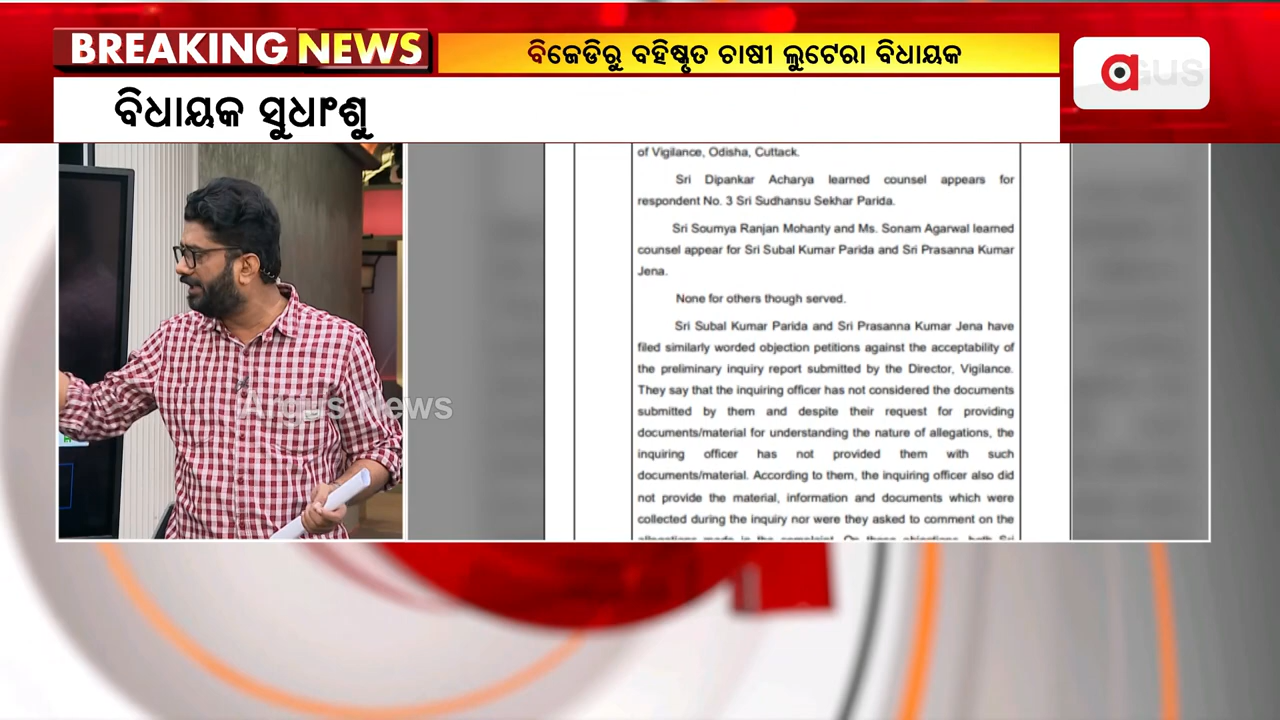 BREAKING NEWS
ବିଜେଡିରୁ ବହିଷ୍କୃତ ଚାଷୀ ଲୁଟେରା ବିଧାୟକ
argus
ବିଧାୟକ ସୁଧାଂଶୁ
of Vigilance, Odisha, Cuttack.
Sri Dipankar Acharya learned counsel appears for
respondent No. 3 Sri Sudhansu Sekhar Parida.
Sri Soumya Ranjan Mohanty and Ms. Sonam Agarwal learned
counsel appear for Sri Subal Kumar Parida and Sri Prasanna Kumar
Jena.
None for others though served.
Sri Subal Kumar Parida and Sri Prasanna Kumar Jena have
filed similarly worded objection petitions against the acceptability of
the preliminary inquiry report submitted by the Director, Vigilance.
They say that the inquiring officer has not considered the documents
submitted by them and despite their request for providing
documents/material for understanding the nature of allegations, the
inquiring officer has not provided them with such
documents/material. According to them, the inquiring officer also did
not provide the material, information and documents which were
collected during the inquiry nor were they asked to comment on the
Argus News